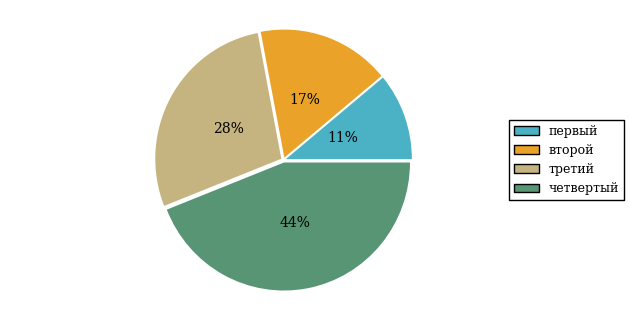 17%
28%
11%
44%
первый
второй
третий
четвертый